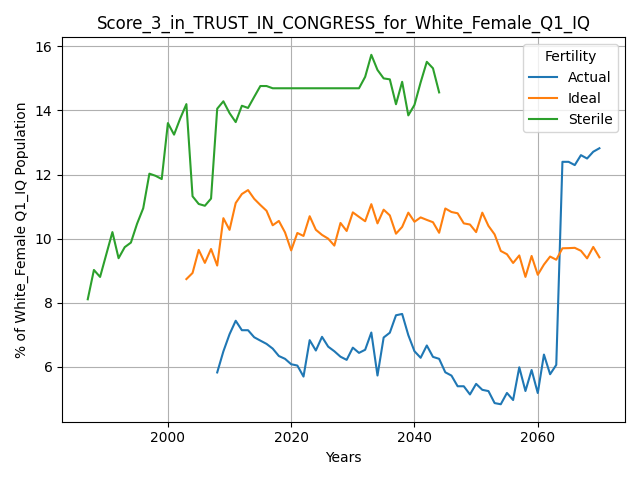 Score_3_in_TRUST_IN_CONGRESS_for_White_Female_Q1_IQ
Fertility
Actual
Ideal
Sterile
% of White_Female Q1_IQ Population
16
14
12
10
8
6
2000
2020
2040
2060
Years